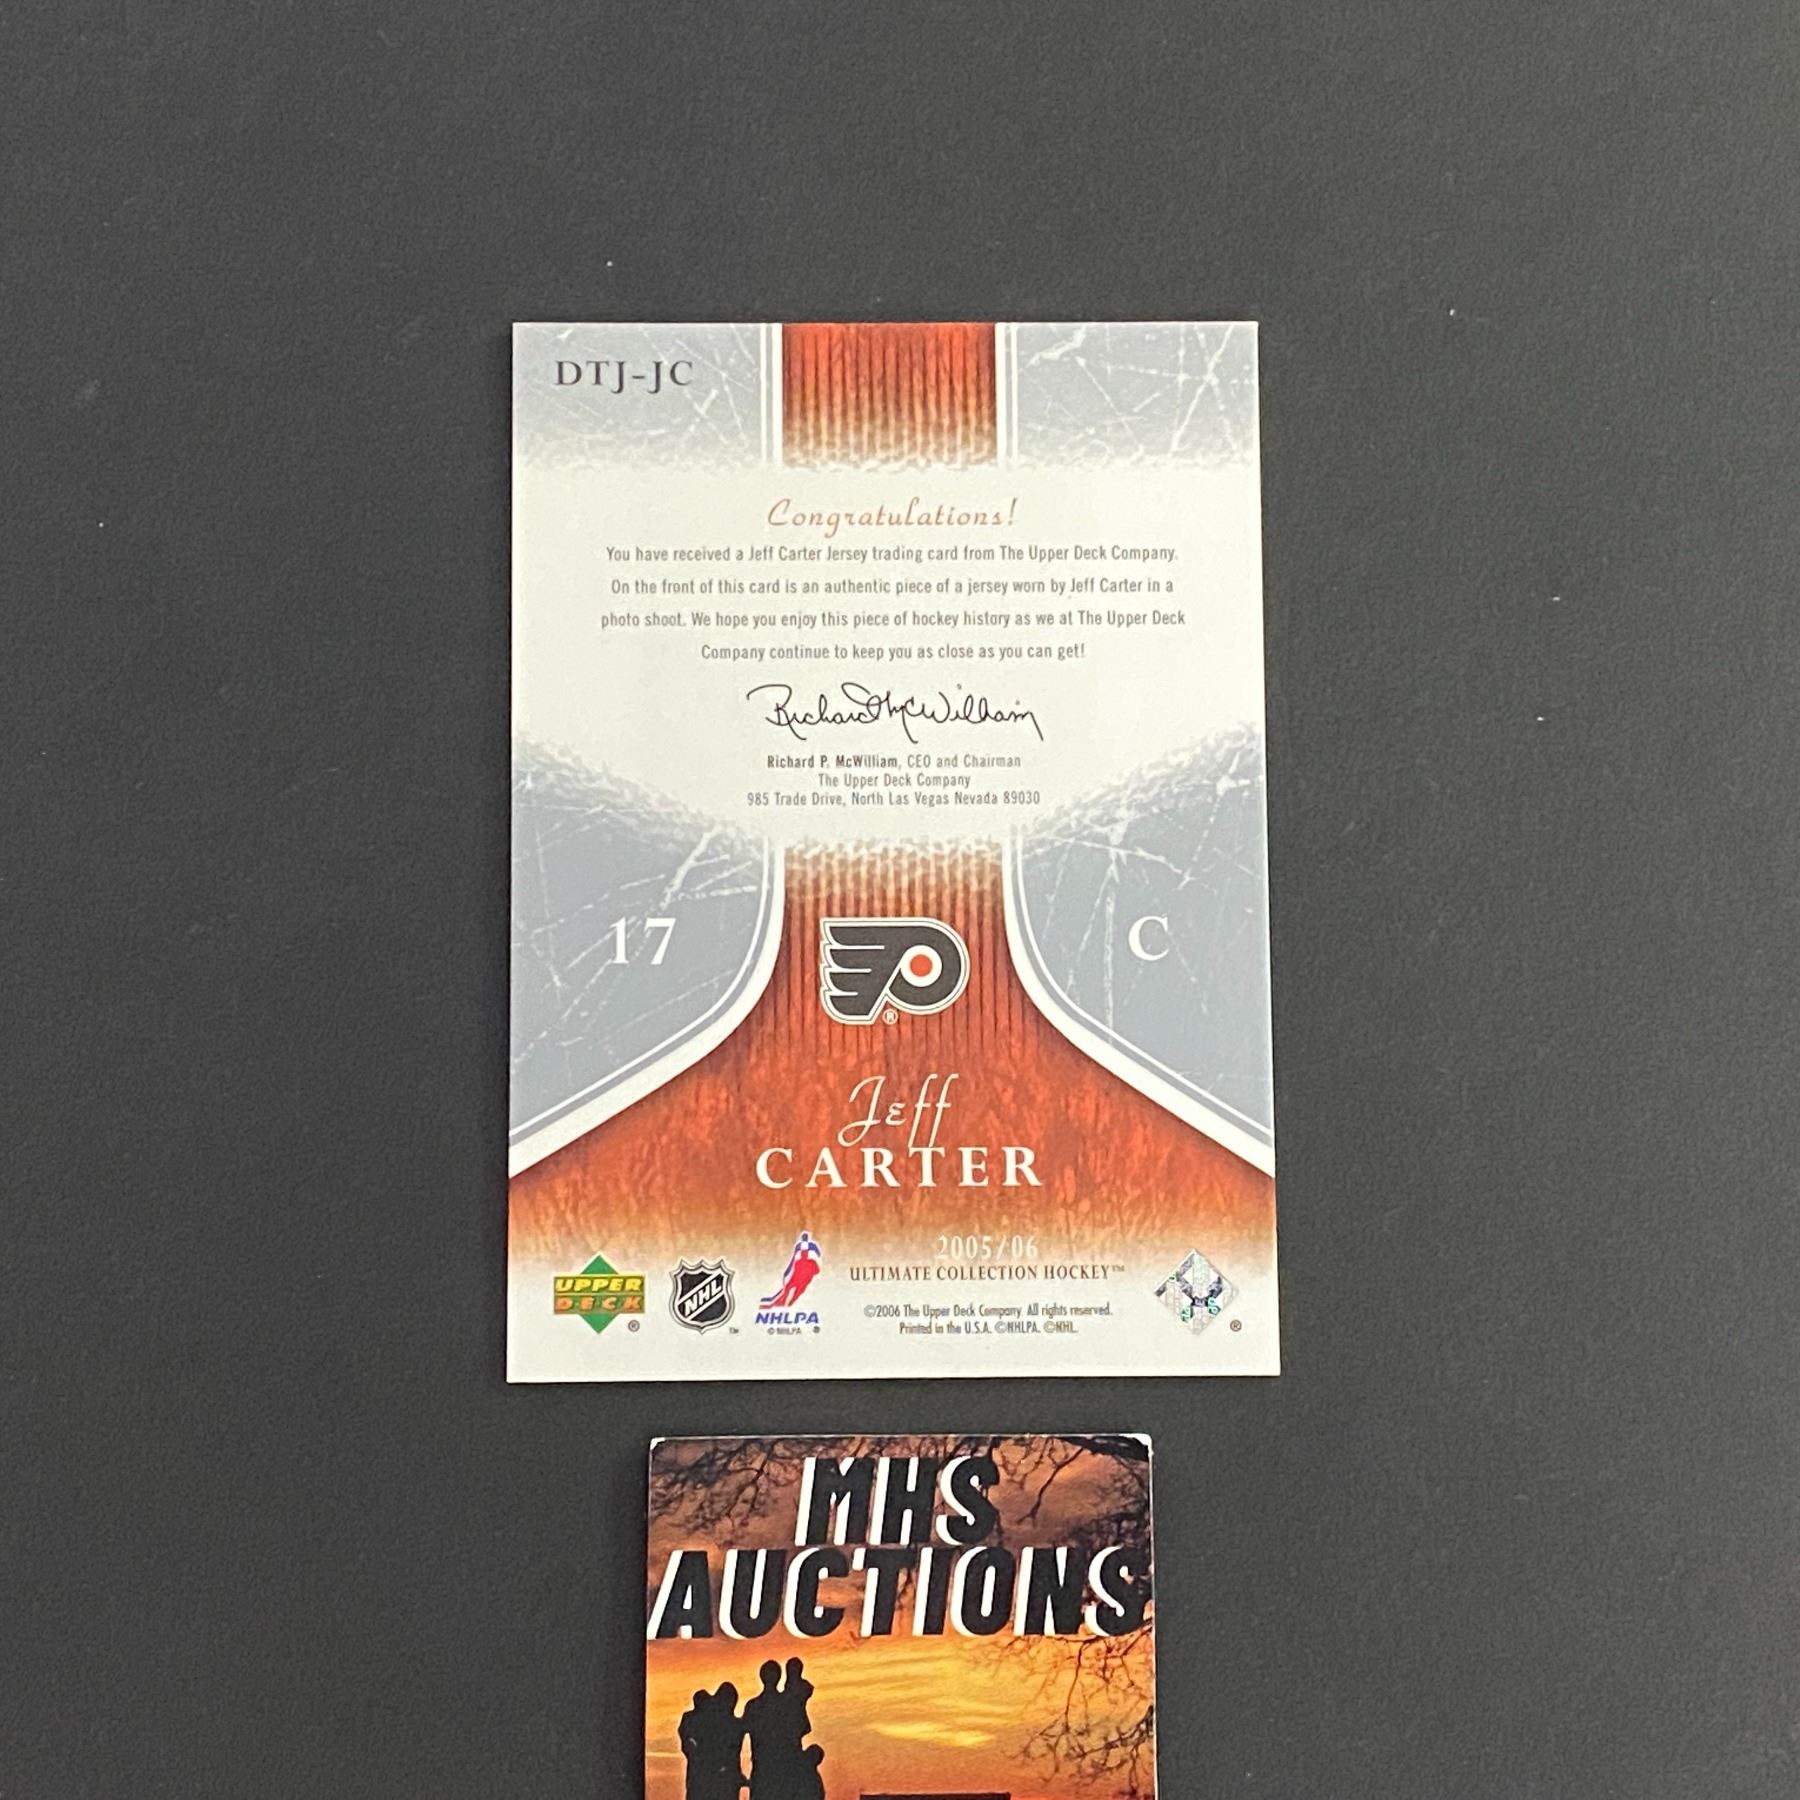 DTJ-JC
Congratulations!
You have received a Jeff Carter Jersey trading card from The Upper Deck Company.
On the front of this card is an authentic piece of a jersey worn by Jeff Carter in a
photo shoot. We hope you enjoy this piece of hockey history as we at The Upper Deck
Company continue to keep you as close as you can get!
Richard McWilliam
Richard P. McWilliam, CEO and Chairman
The Upper Deck Company
985 Trade Drive, North Las Vegas Nevada 89030
17
C
®
Jeff
CARTER
2005/06
ULTIMATE COLLECTION HOCKEY™
UPPER
DECK
®
NHL
™
NHLPA
© NHLPA ®
©2006 The Upper Deck Company. All rights reserved.
Printed in the U.S.A. ©NHLPA. ©NHL.
®
MHS
AUCTIONS